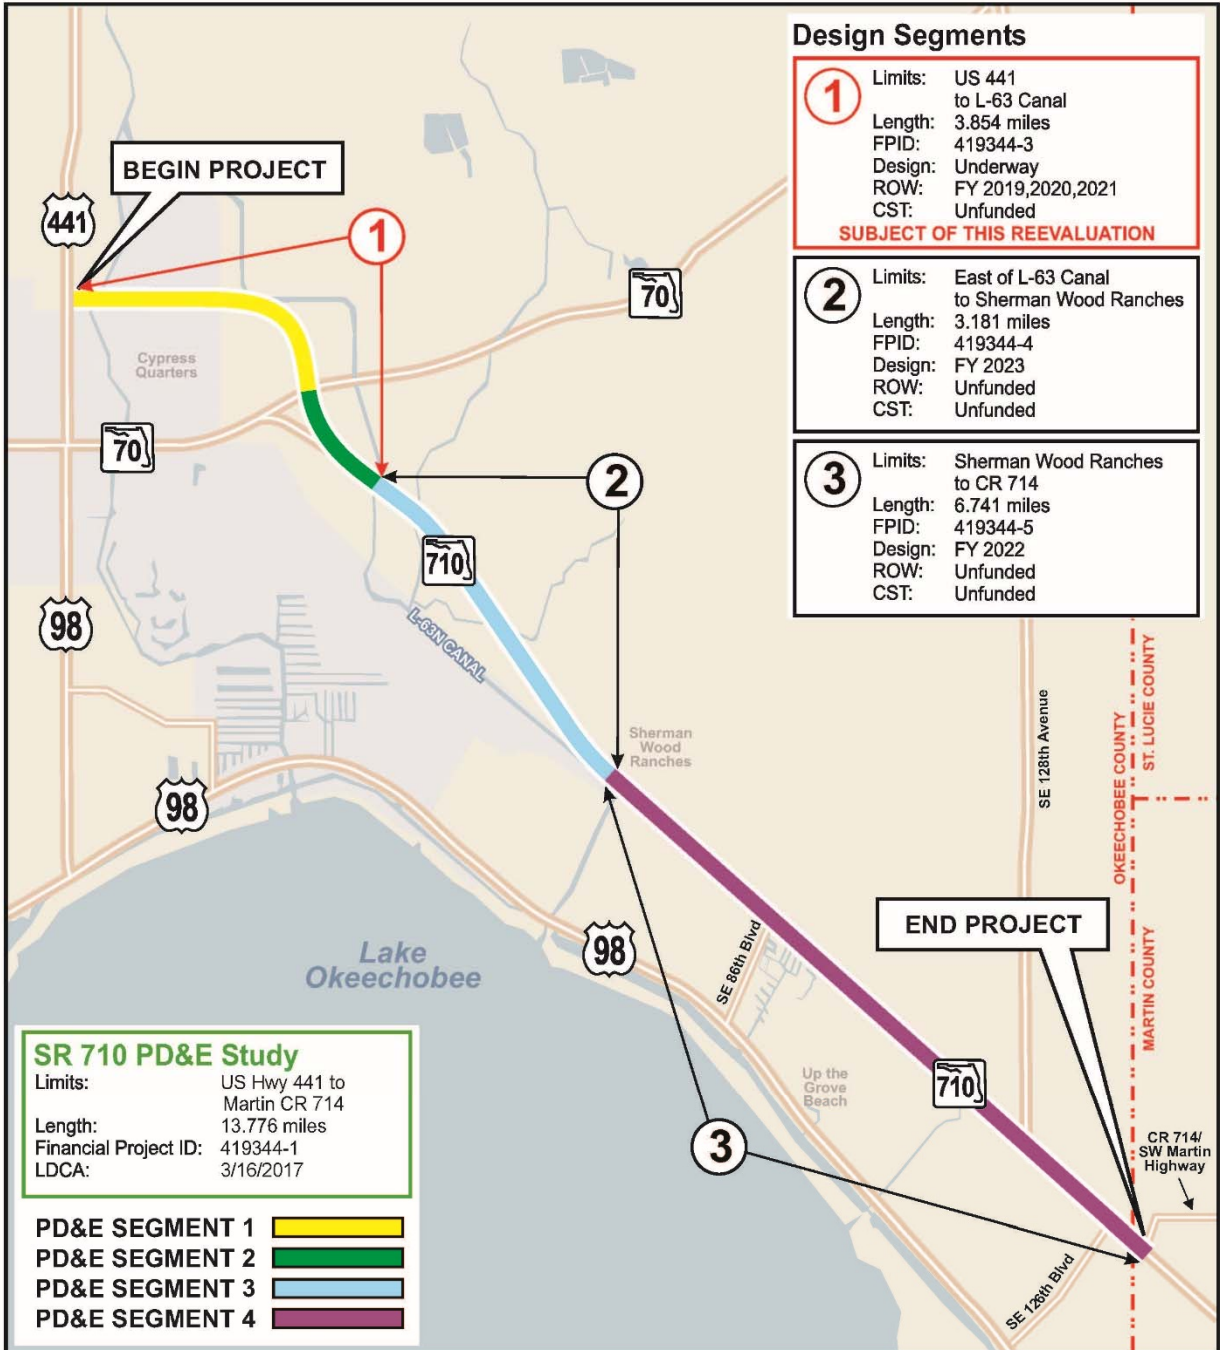 Design Segments
1
Limits: US 441
to L-63 Canal
Length: 3.854 miles
FPID: 419344-3
Design: Underway
ROW: FY 2019,2020,2021
CST: Unfunded
SUBJECT OF THIS REEVALUATION
2
Limits: East of L-63 Canal
to Sherman Wood Ranches
Length: 3.181 miles
FPID: 419344-4
Design: FY 2023
ROW: Unfunded
CST: Unfunded
3
Limits: Sherman Wood Ranches
to CR 714
Length: 6.741 miles
FPID: 419344-5
Design: FY 2022
ROW: Unfunded
CST: Unfunded
BEGIN PROJECT
441
1
70
Cypress
Quarters
70
2
710
98
L-63N CANAL
Sherman
Wood
Ranches
98
SE 128th Avenue
OKEECHOBEE COUNTY
ST. LUCIE COUNTY
MARTIN COUNTY
END PROJECT
Lake
Okeechobee
98
SE 86th Blvd
Up the
Grove
Beach
710
3
CR 714/
SW Martin
Highway
SE 126th Blvd
SR 710 PD&E Study
Limits: US Hwy 441 to
Martin CR 714
Length: 13.776 miles
Financial Project ID: 419344-1
LDCA: 3/16/2017
PD&E SEGMENT 1
PD&E SEGMENT 2
PD&E SEGMENT 3
PD&E SEGMENT 4